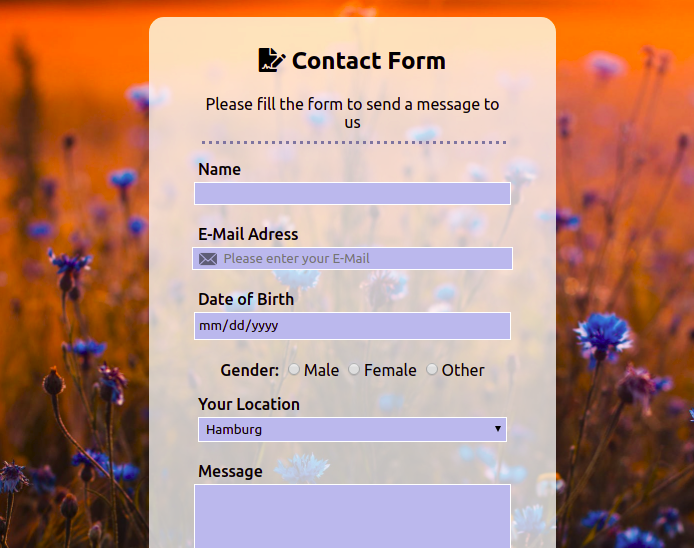 Contact Form
Please fill the form to send a message to
us
Name
E-Mail Adress
Please enter your E-Mail
Date of Birth
mm/dd/yyyy
Gender: Male Female Other
Your Location
Hamburg
Message